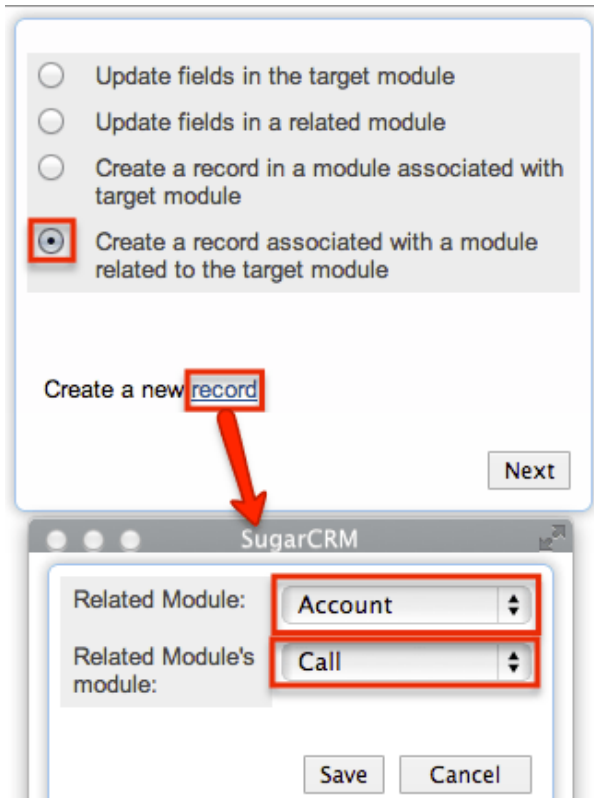 Update fields in the target module
Update fields in a related module
Create a record in a module associated with
target module
Create a record associated with a module
related to the target module
Create a new record
Next
SugarCRM
Related Module:
Account
Related Module's
module:
Call
Save
Cancel